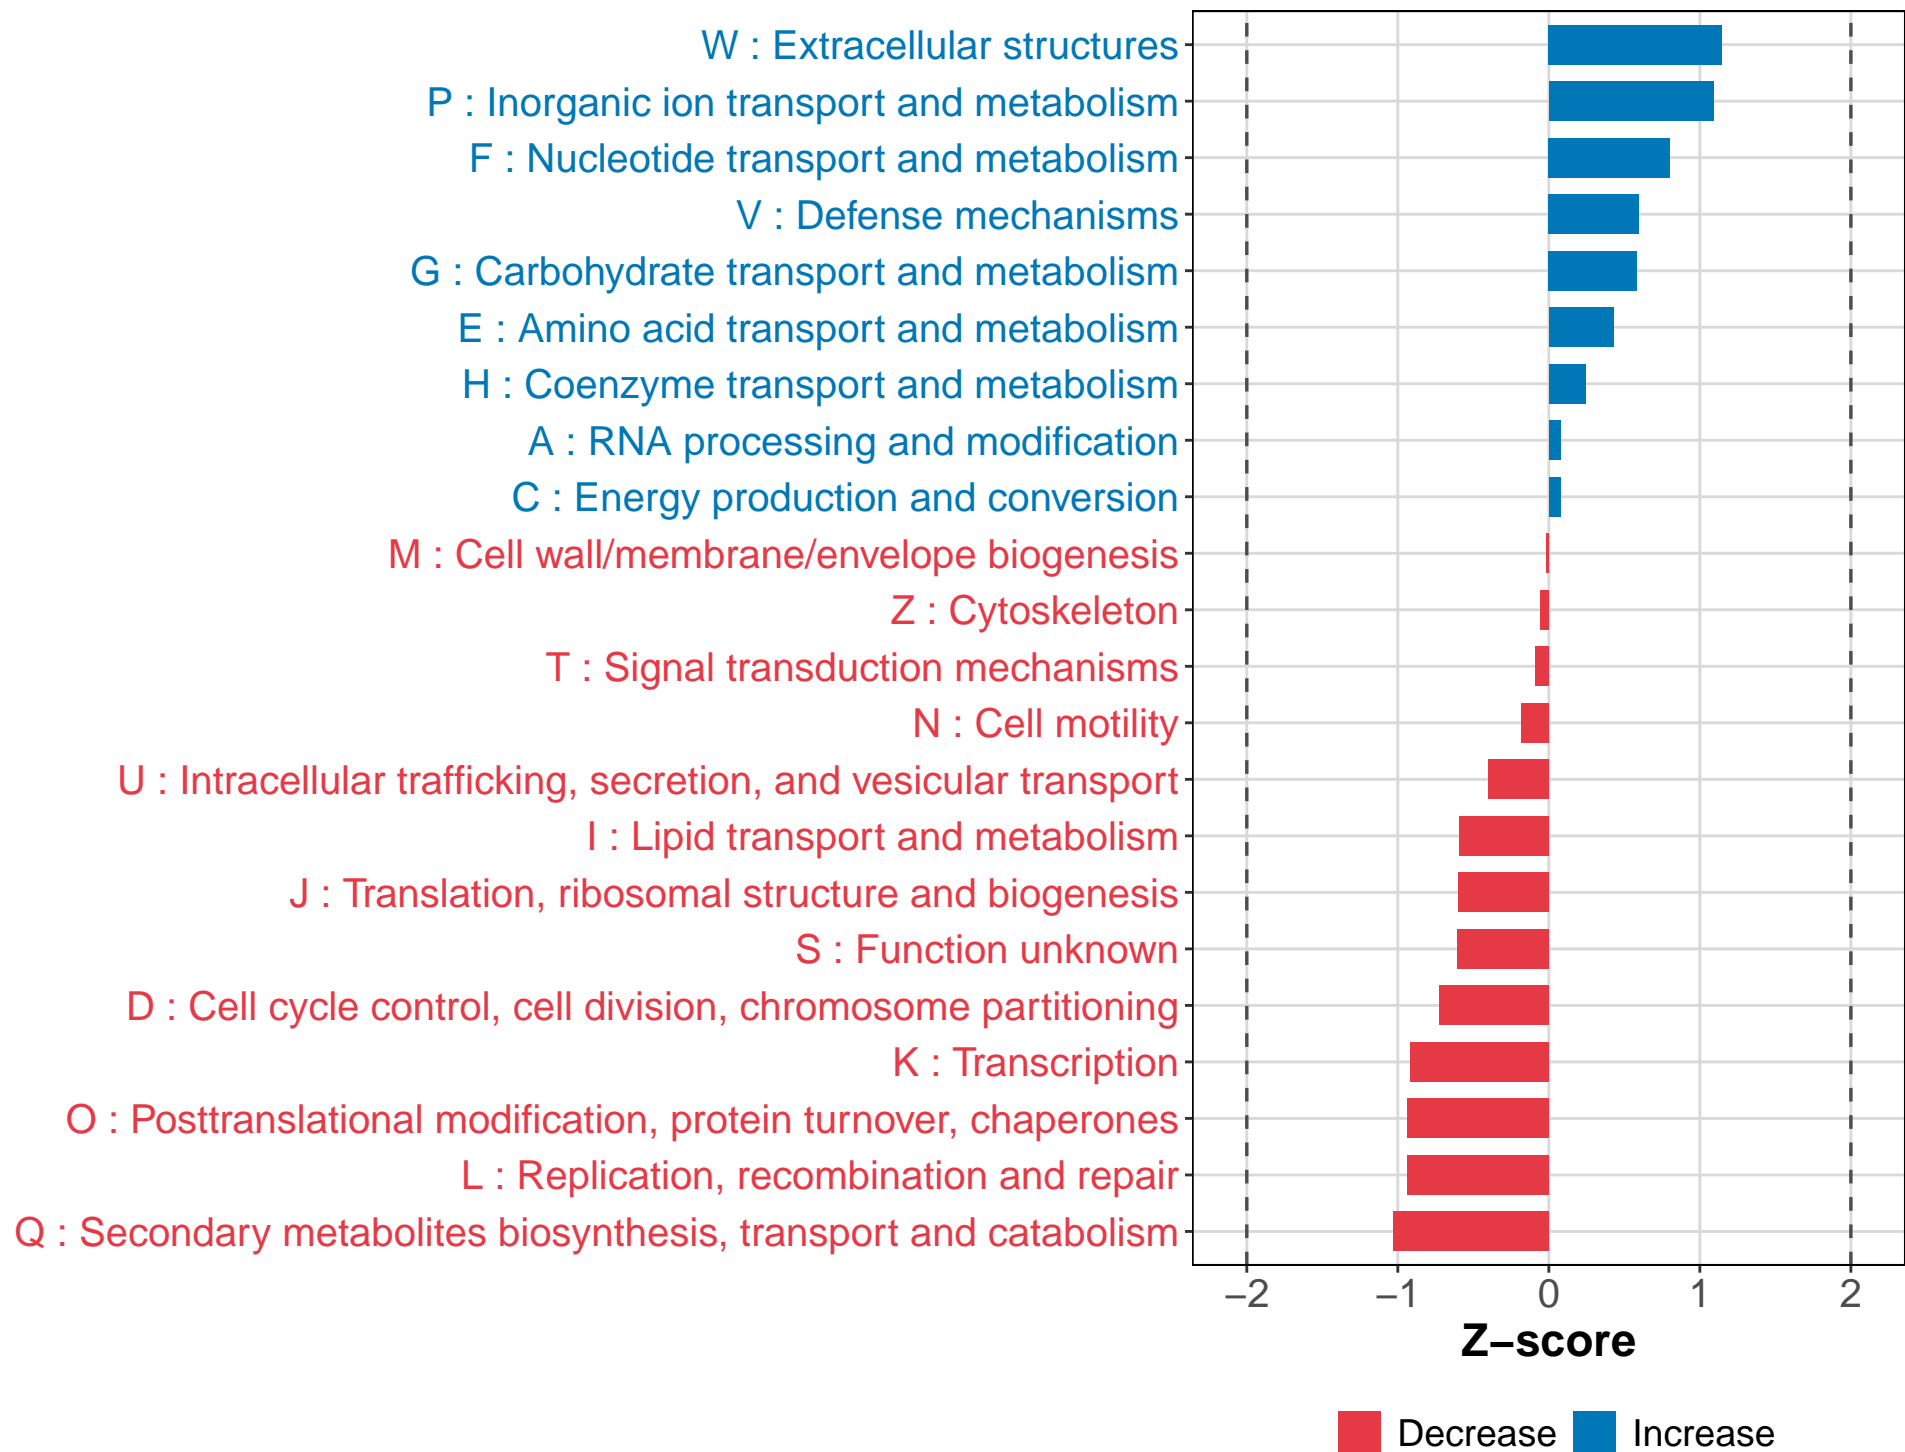 W : Extracellular structures
P : Inorganic ion transport and metabolism
F : Nucleotide transport and metabolism
V : Defense mechanisms
G : Carbohydrate transport and metabolism
E : Amino acid transport and metabolism
H : Coenzyme transport and metabolism
A : RNA processing and modification
C : Energy production and conversion
M : Cell wall/membrane/envelope biogenesis
Z : Cytoskeleton
T : Signal transduction mechanisms
N : Cell motility
U : Intracellular trafficking, secretion, and vesicular transport
I : Lipid transport and metabolism
J : Translation, ribosomal structure and biogenesis
S : Function unknown
D : Cell cycle control, cell division, chromosome partitioning
K : Transcription
O : Posttranslational modification, protein turnover, chaperones
L : Replication, recombination and repair
Q : Secondary metabolites biosynthesis, transport and catabolism
−2 −1 0 1 2
Z−score
Decrease Increase